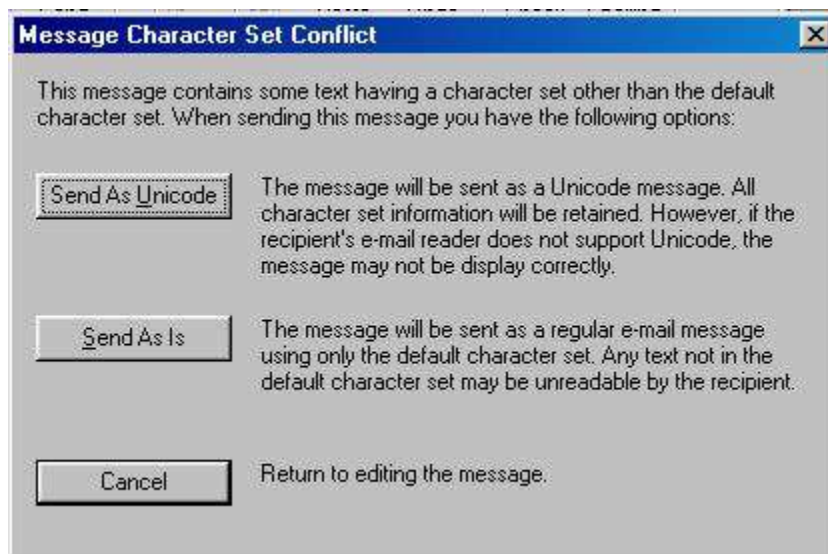 Message Character Set Conflict
This message contains some text having a character set other than the default
character set. When sending this message you have the following options:
Send As Unicode
The message will be sent as a Unicode message. All
character set information will be retained. However, if the
recipient's e-mail reader does not support Unicode, the
message may not be display correctly.
Send As Is
The message will be sent as a regular e-mail message
using only the default character set. Any text not in the
default character set may be unreadable by the recipient.
Cancel
Return to editing the message.